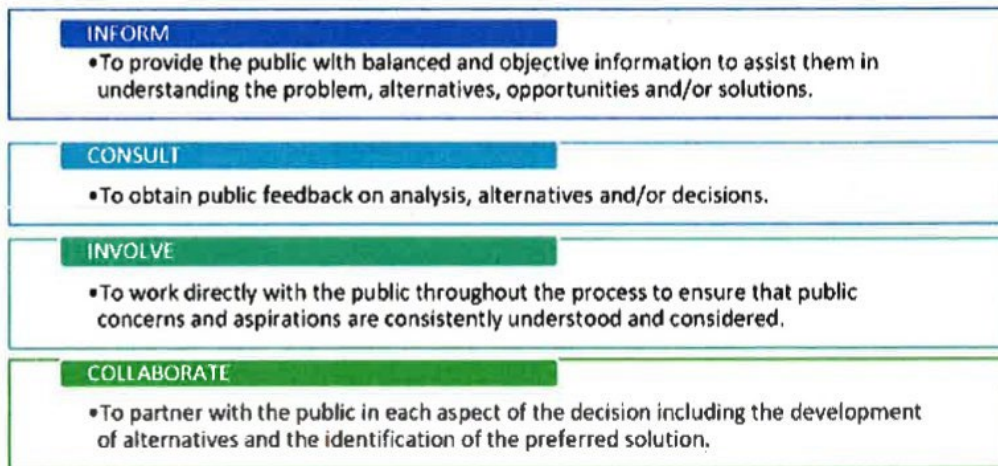 INFORM
•To provide the public with balanced and objective information to assist them in
understanding the problem, alternatives, opportunities and/or solutions.
CONSULT
•To obtain public feedback on analysis, alternatives and/or decisions.
INVOLVE
•To work directly with the public throughout the process to ensure that public
concerns and aspirations are consistently understood and considered.
COLLABORATE
•To partner with the public in each aspect of the decision including the development
of alternatives and the identification of the preferred solution.